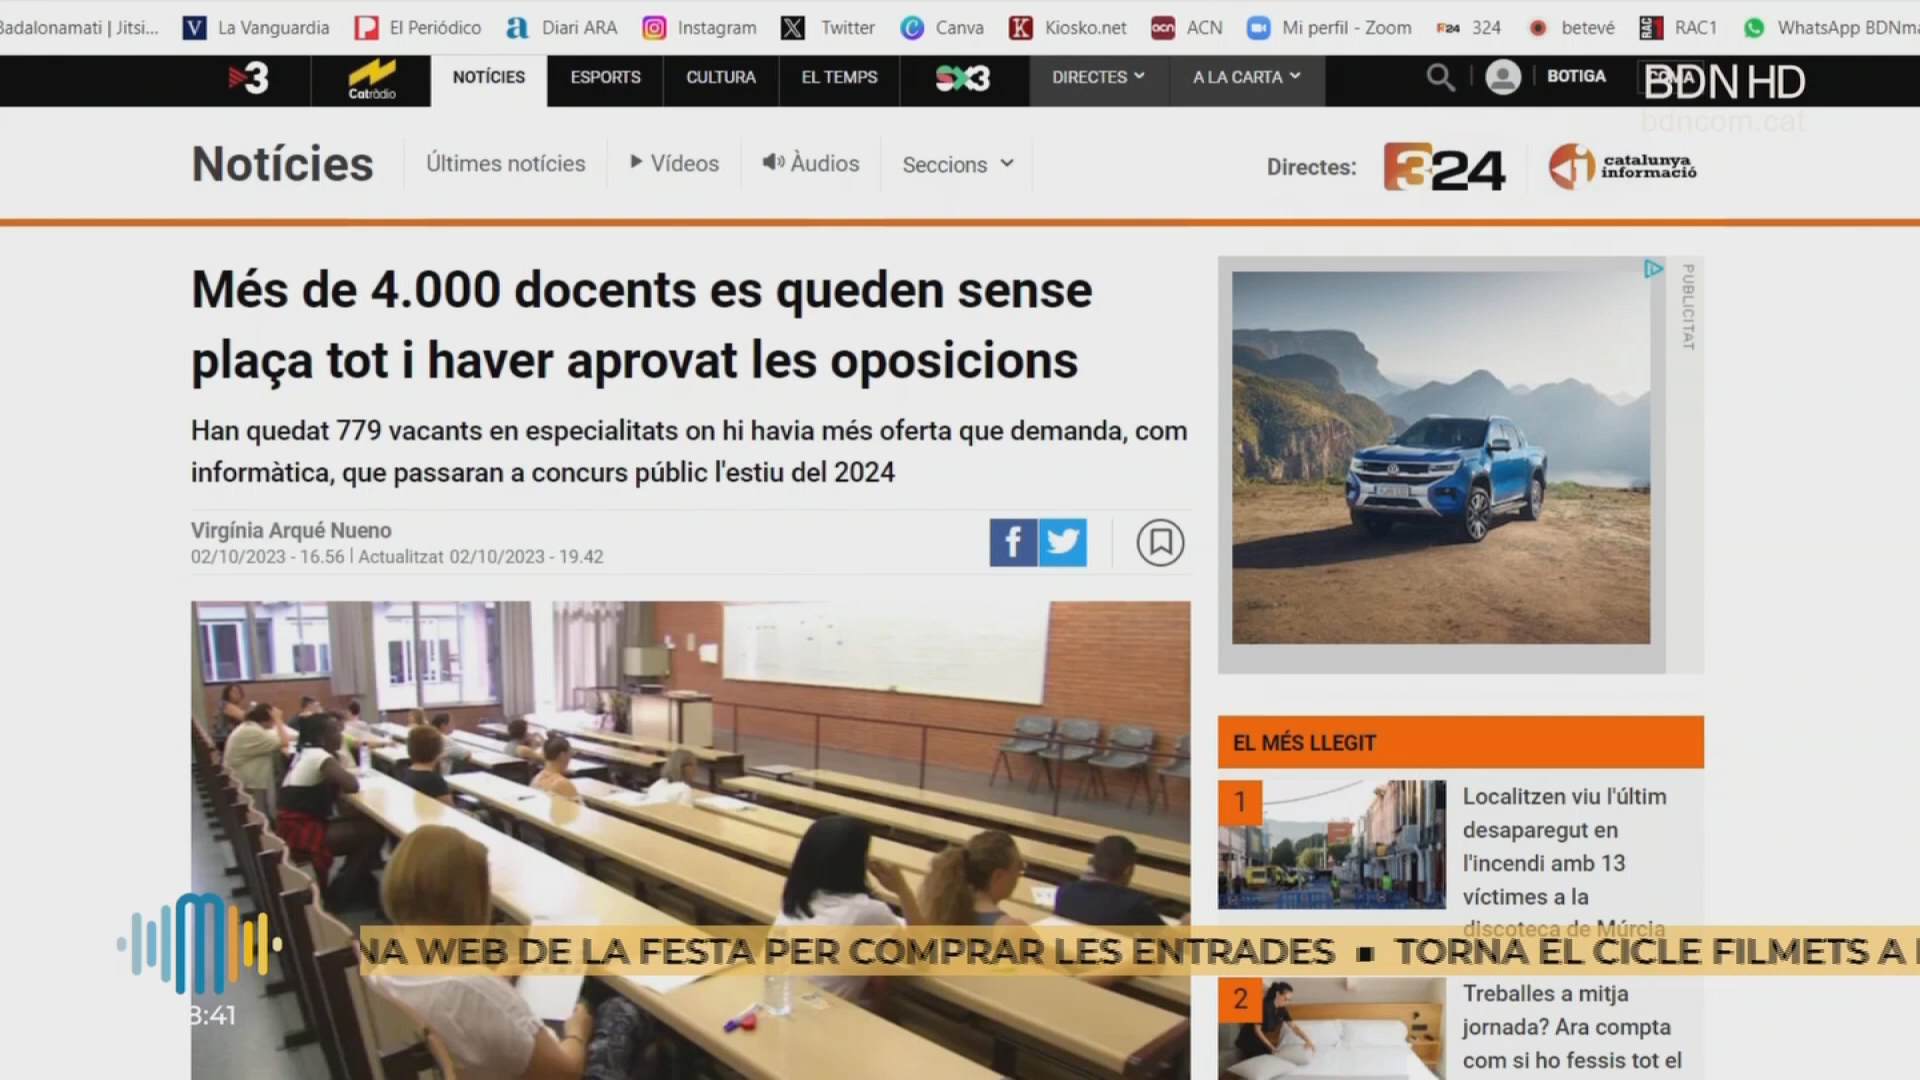 Badalonamati | Jitsi... La Vanguardia El Periódico Diari ARA Instagram Twitter Canva Kiosko.net ACN Mi perfil - Zoom 324 betevé RAC1 WhatsApp BDNma
3 Catràdio NOTÍCIES ESPORTS CULTURA EL TEMPS SX3 DIRECTES A LA CARTA BOTIGA
BDN HD
bdncom.cat
Notícies Últimes notícies Vídeos Àudios Seccions Directes: 324 catalunya
informació
Més de 4.000 docents es queden sense
plaça tot i haver aprovat les oposicions
Han quedat 779 vacants en especialitats on hi havia més oferta que demanda, com
informàtica, que passaran a concurs públic l'estiu del 2024
Virgínia Arqué Nueno
02/10/2023 - 16.56 | Actualitzat 02/10/2023 - 19.42
PUBLICITAT
EL MÉS LLEGIT
1
Localitzen viu l'últim
desaparegut en
l'incendi amb 13
víctimes a la
discoteca de Múrcia
NA WEB DE LA FESTA PER COMPRAR LES ENTRADES ▪ TORNA EL CICLE FILMETS A
2
Treballes a mitja
jornada? Ara compta
com si ho fessis tot el
8:41